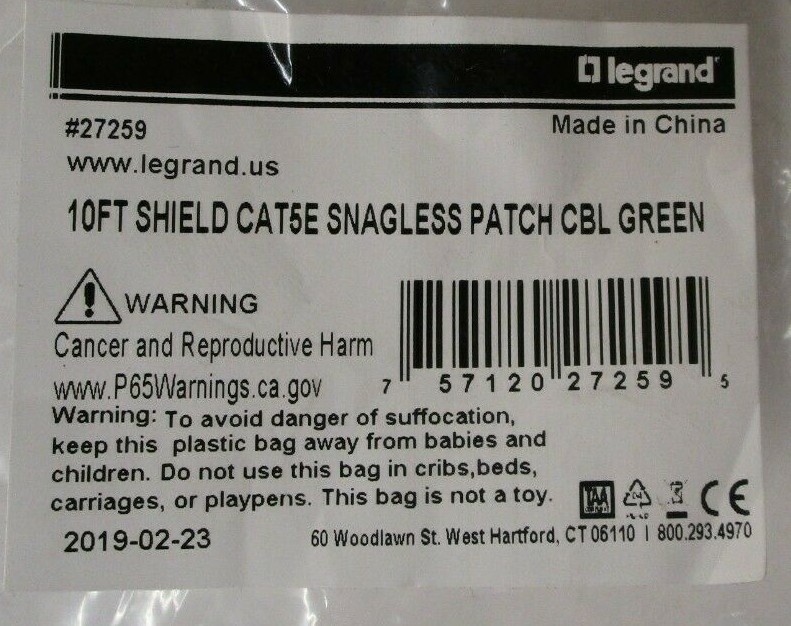 legrand
#27259
Made in China
www.legrand.us
10FT SHIELD CAT5E SNAGLESS PATCH CBL GREEN
WARNING
Cancer and Reproductive Harm
www.P65Warnings.ca.gov
7 57120 27259 5
Warning: To avoid danger of suffocation,
keep this plastic bag away from babies and
children. Do not use this bag in cribs,beds,
carriages, or playpens. This bag is not a toy.
TAA
CE
2019-02-23
60 Woodlawn St. West Hartford, CT 06110 | 800.293.4970